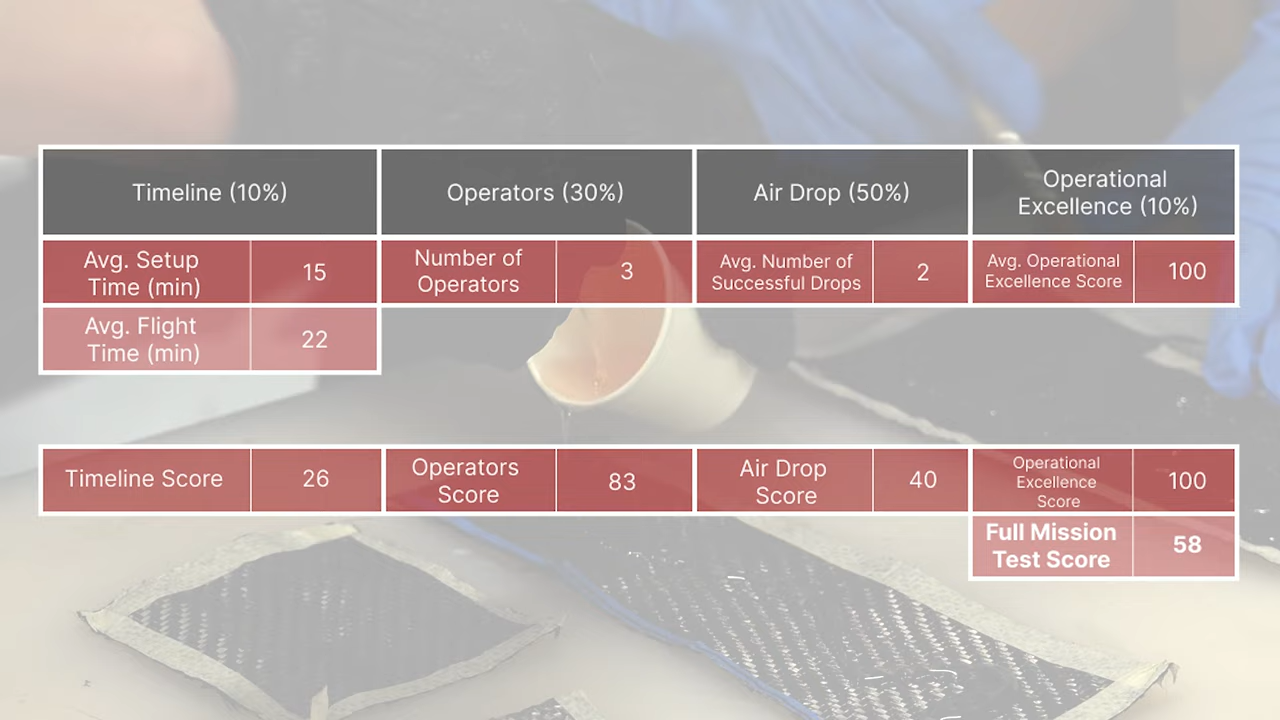 Timeline (10%)
Operators (30%)
Air Drop (50%)
Operational
Excellence (10%)
Avg. Setup
Time (min)
15
Number of
Operators
3
Avg. Number of
Successful Drops
2
Avg. Operational
Excellence Score
100
Avg. Flight
Time (min)
22
Timeline Score
26
Operators
Score
83
Air Drop
Score
40
Operational
Excellence
Score
100
Full Mission
Test Score
58